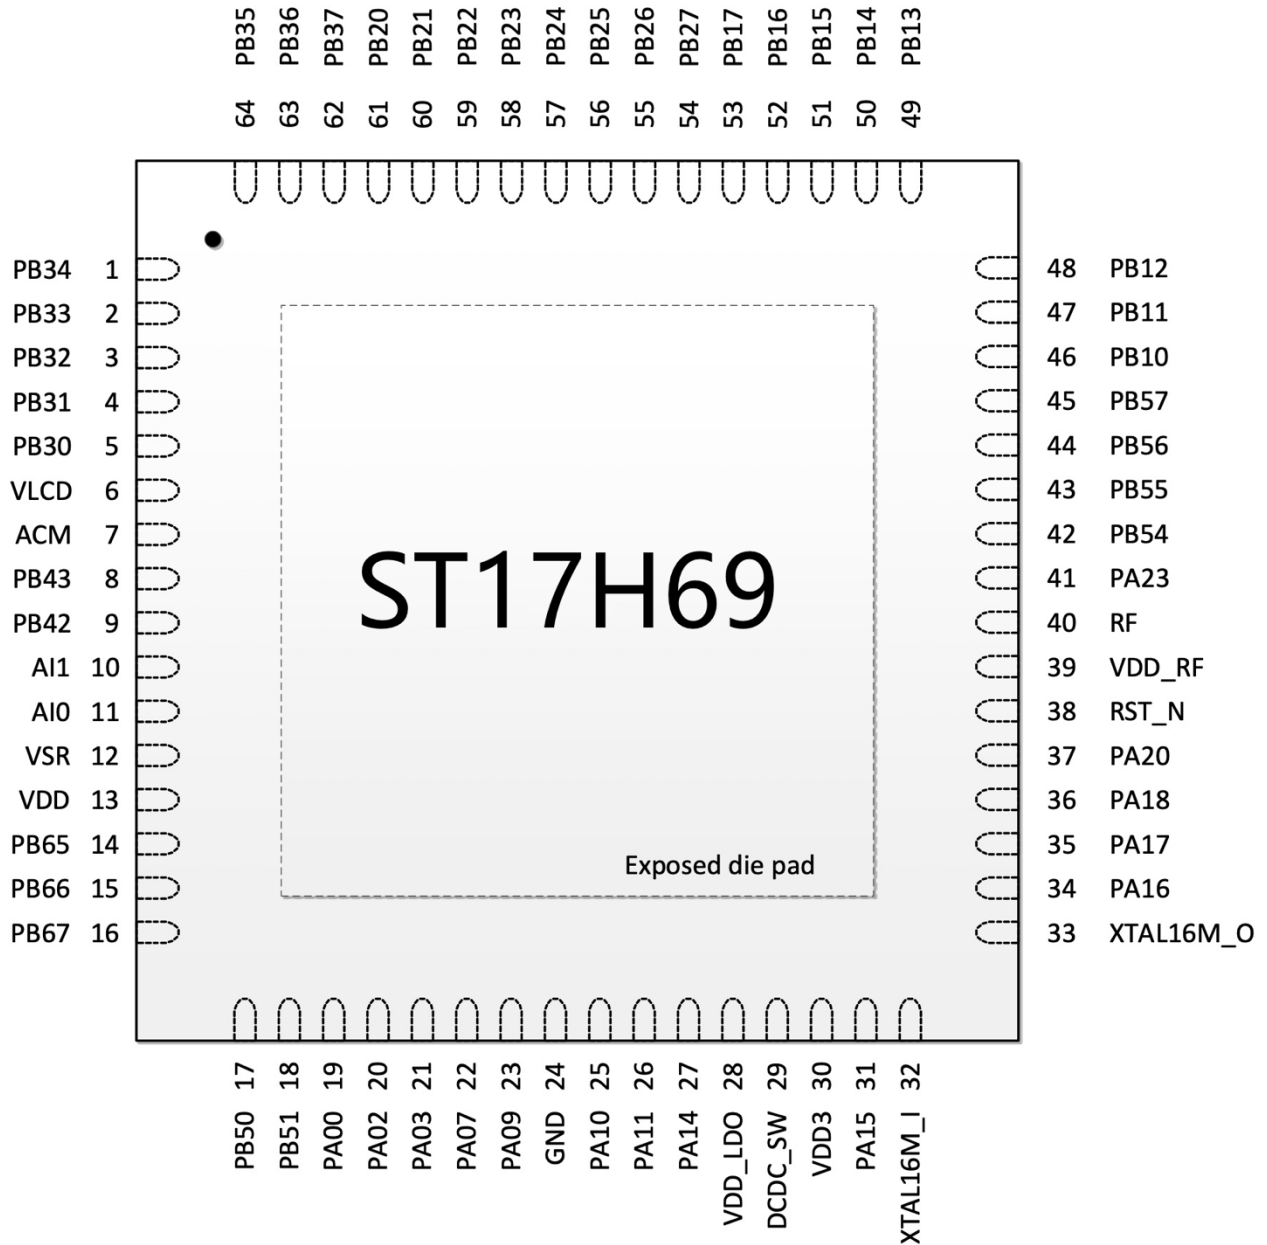 PB35 PB36 PB37 PB20 PB21 PB22 PB23 PB24 PB25 PB26 PB27 PB17 PB16 PB15 PB14 PB13
64 63 62 61 60 59 58 57 56 55 54 53 52 51 50 49
PB34 1 48 PB12
PB33 2 47 PB11
PB32 3 46 PB10
PB31 4 45 PB57
PB30 5 44 PB56
VLCD 6 43 PB55
ACM 7 42 PB54
ST17H69
PB43 8 41 PA23
PB42 9 40 RF
AI1 10 39 VDD_RF
AI0 11 38 RST_N
VSR 12 37 PA20
VDD 13 36 PA18
PB65 14 35 PA17
Exposed die pad
PB66 15 34 PA16
PB67 16 33 XTAL16M_O
17 18 19 20 21 22 23 24 25 26 27 28 29 30 31 32
PB50 PB51 PA00 PA02 PA03 PA07 PA09 GND PA10 PA11 PA14 VDD_LDO DCDC_SW VDD3 PA15 XTAL16M_I